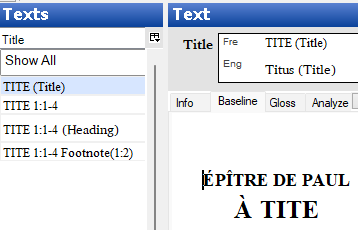 Texts
Title
Show All
TITE (Title)
TITE 1:1-4
TITE 1:1-4 (Heading)
TITE 1:1-4 Footnote(1:2)
Text
Title
Fre TITE (Title)
Eng Titus (Title)
Info Baseline Gloss Analyze
ÉPÎTRE DE PAUL
À TITE